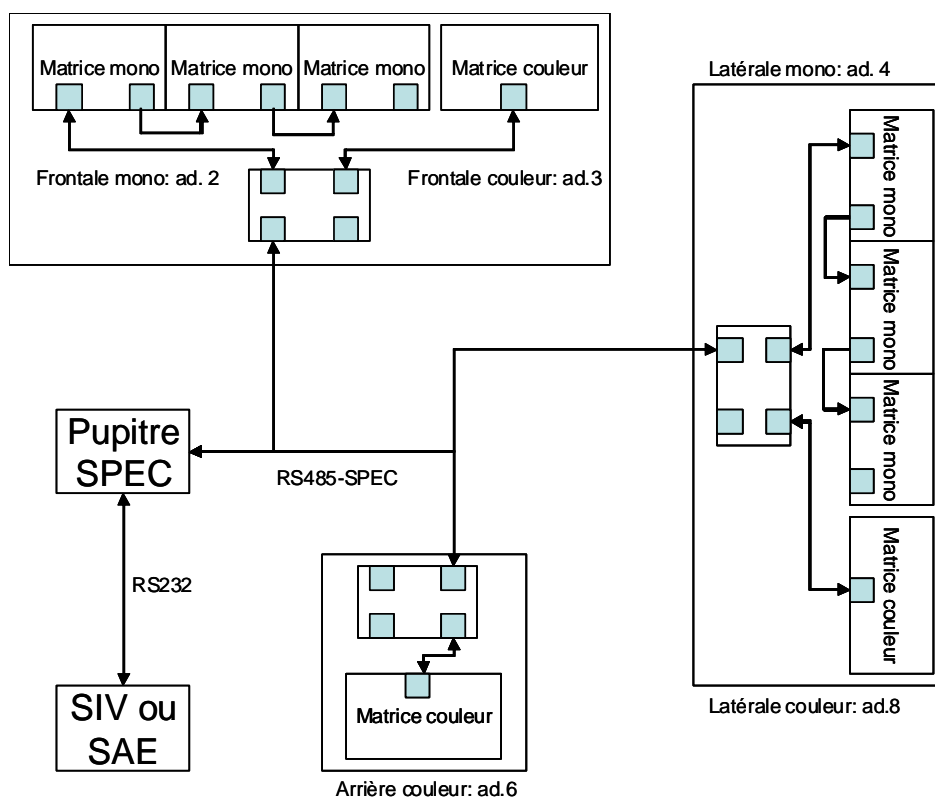 Matrice mono
Matrice mono
Matrice mono
Matrice couleur
Frontale mono: ad. 2
Frontale couleur: ad.3
Latérale mono: ad. 4
Matrice mono
Matrice mono
Matrice mono
Matrice couleur
Latérale couleur: ad.8
Pupitre
SPEC
RS485-SPEC
RS232
SIV ou
SAE
Matrice couleur
Arrière couleur: ad.6